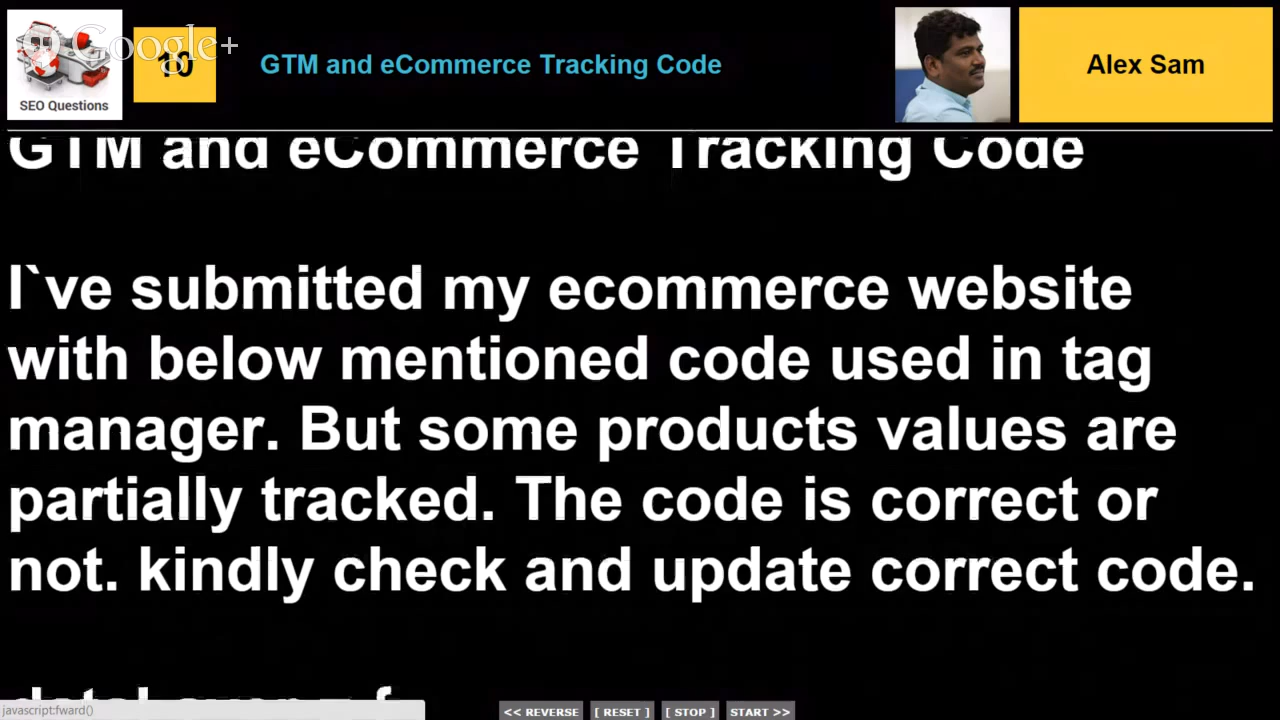 Google+
SEO Questions
10
GTM and eCommerce Tracking Code
Alex Sam
GTM and eCommerce Tracking Code
I`ve submitted my ecommerce website
with below mentioned code used in tag
manager. But some products values are
partially tracked. The code is correct or
not. kindly check and update correct code.
javascript:fward()
<< REVERSE
[ RESET ]
[ STOP ]
START >>